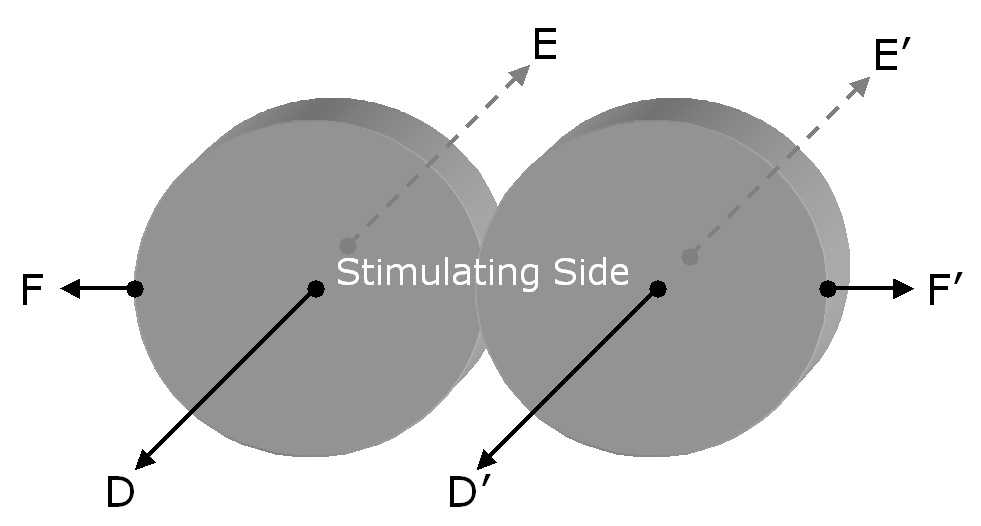 E
E′
Stimulating Side
F
F′
D
D′